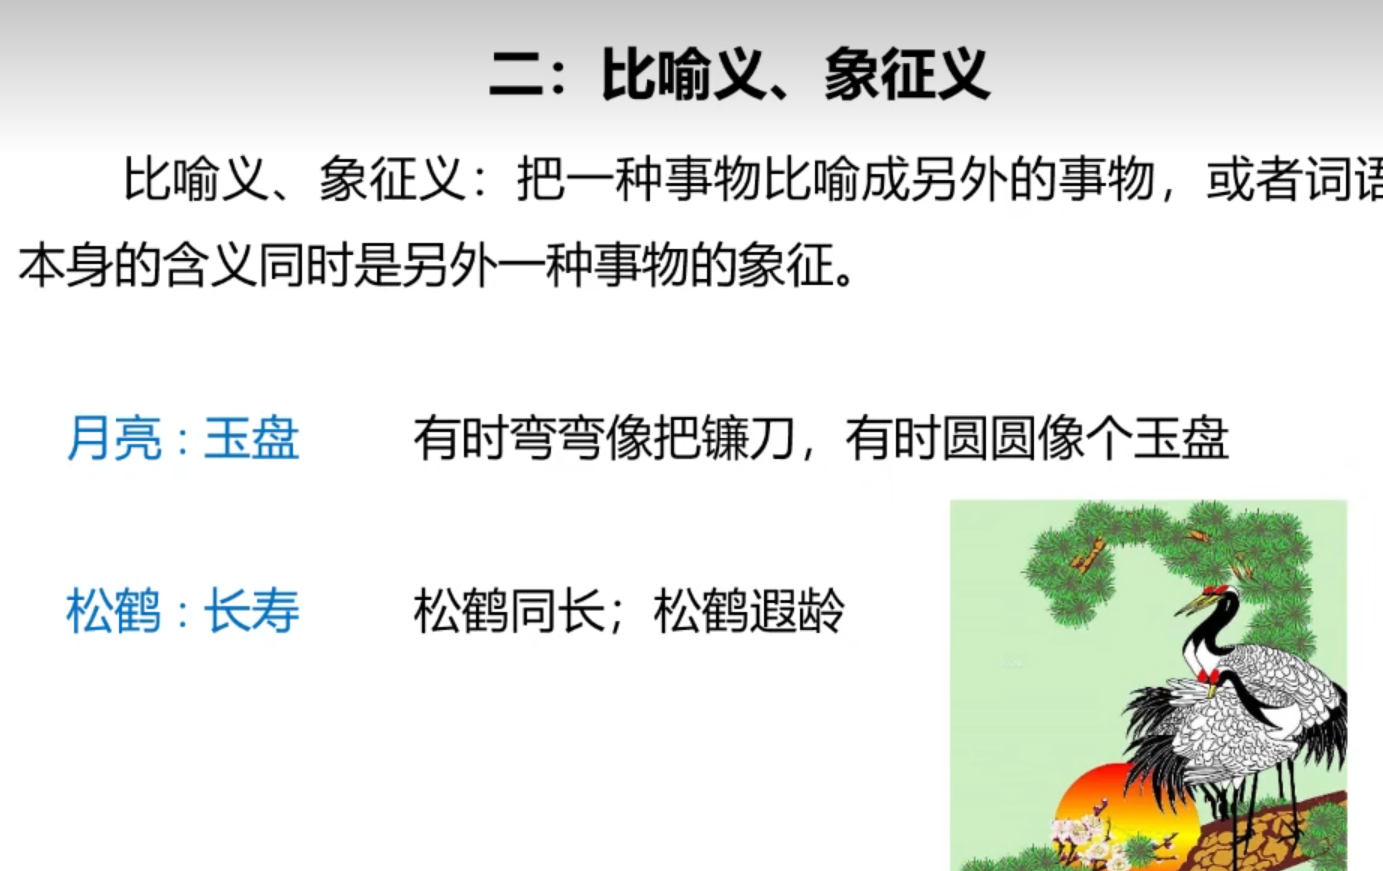 二：比喻义、象征义
比喻义、象征义：把一种事物比喻成另外的事物，或者词语
本身的含义同时是另外一种事物的象征。
月亮：玉盘 有时弯弯像把镰刀，有时圆圆像个玉盘
松鹤：长寿 松鹤同长；松鹤遐龄